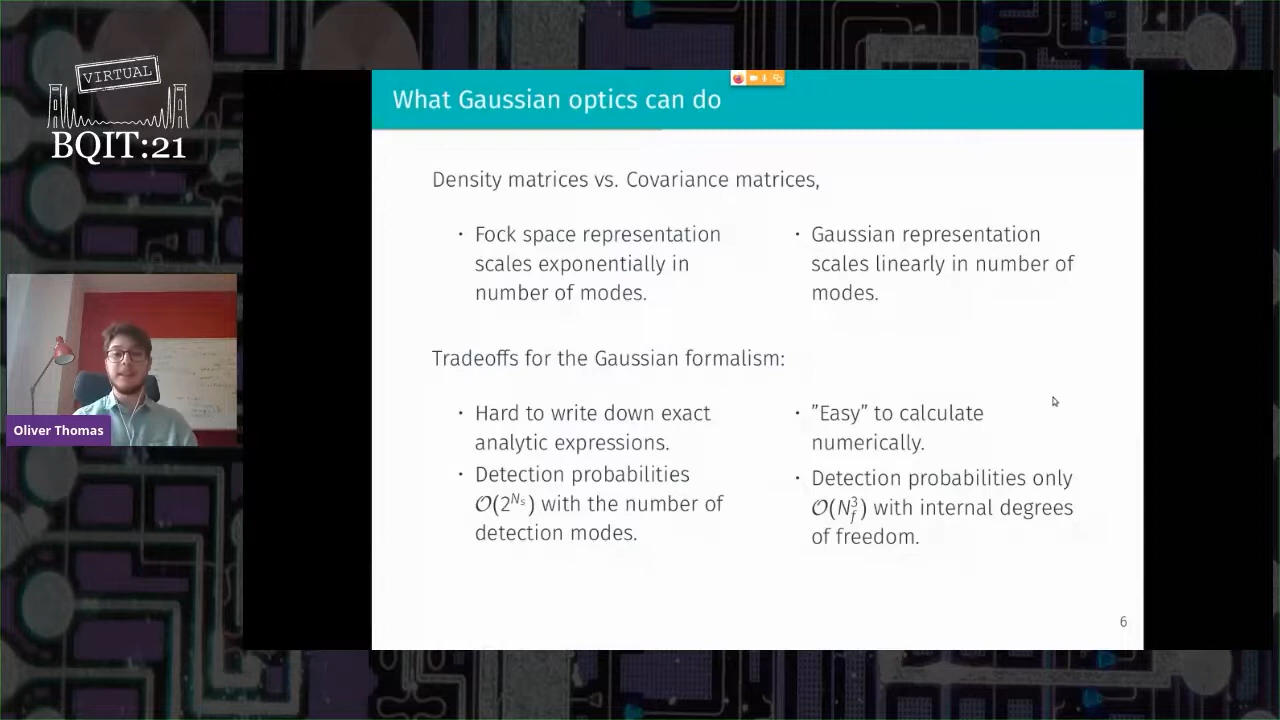 VIRTUAL
BQIT:21
What Gaussian optics can do
Density matrices vs. Covariance matrices,
· Fock space representation
scales exponentially in
number of modes.
· Gaussian representation
scales linearly in number of
modes.
Tradeoffs for the Gaussian formalism:
· Hard to write down exact
analytic expressions.
· Detection probabilities
𝒪(2^{N_s}) with the number of
detection modes.
· ”Easy” to calculate
numerically.
· Detection probabilities only
𝒪(N_f^3) with internal degrees
of freedom.
6
Oliver Thomas